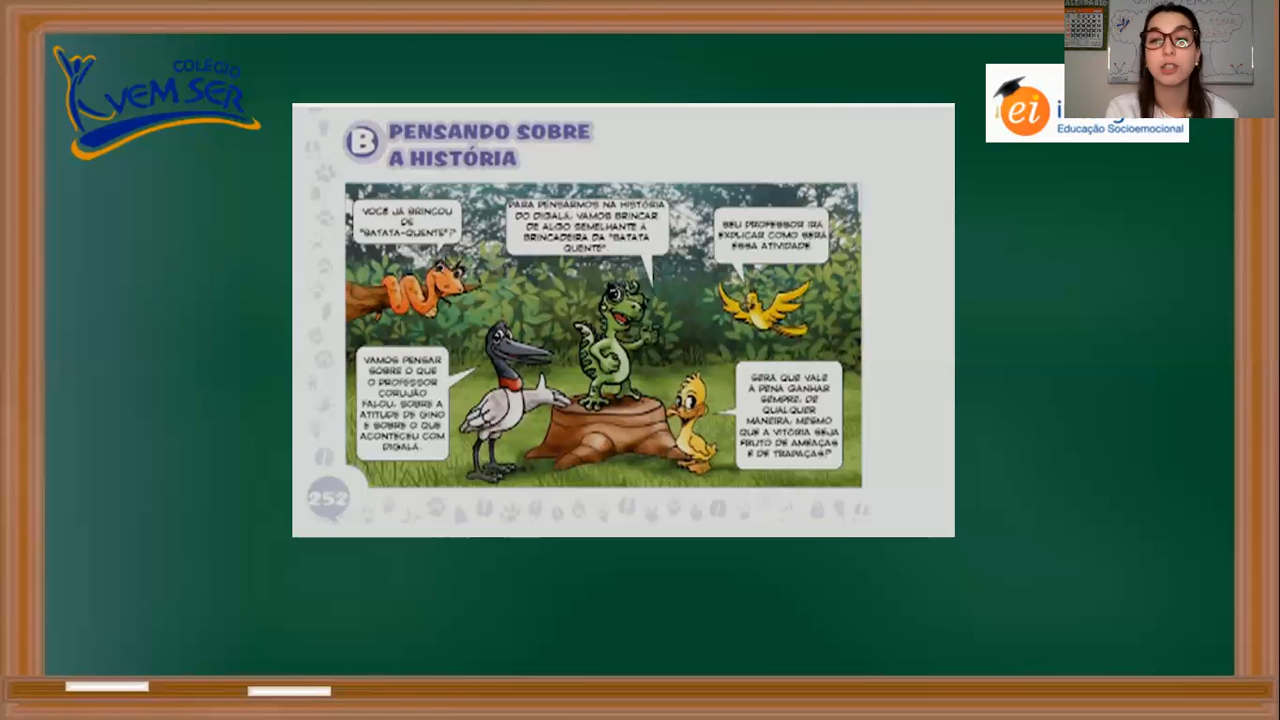 COLÉGIO
VEM SER
CALENDÁRIO
ei
Educação Socioemocional
B PENSANDO SOBRE
A HISTÓRIA
VOCÊ JÁ BRINCOU
DE
"BATATA-QUENTE"?
PARA PENSARMOS NA HISTÓRIA
DO DIGALÁ, VAMOS BRINCAR
DE ALGO SEMELHANTE À
BRINCADEIRA DA "BATATA
QUENTE".
SEU PROFESSOR IRÁ
EXPLICAR COMO SERÁ
ESSA ATIVIDADE.
VAMOS PENSAR
SOBRE O QUE
O PROFESSOR
CORUJÃO
FALOU, SOBRE A
ATITUDE DE GINO
E SOBRE O QUE
ACONTECEU COM
DIGALÁ.
SERÁ QUE VALE
A PENA GANHAR
SEMPRE, DE
QUALQUER
MANEIRA, MESMO
QUE A VITÓRIA SEJA
FRUTO DE AMEAÇAS
E DE TRAPAÇAS?
252